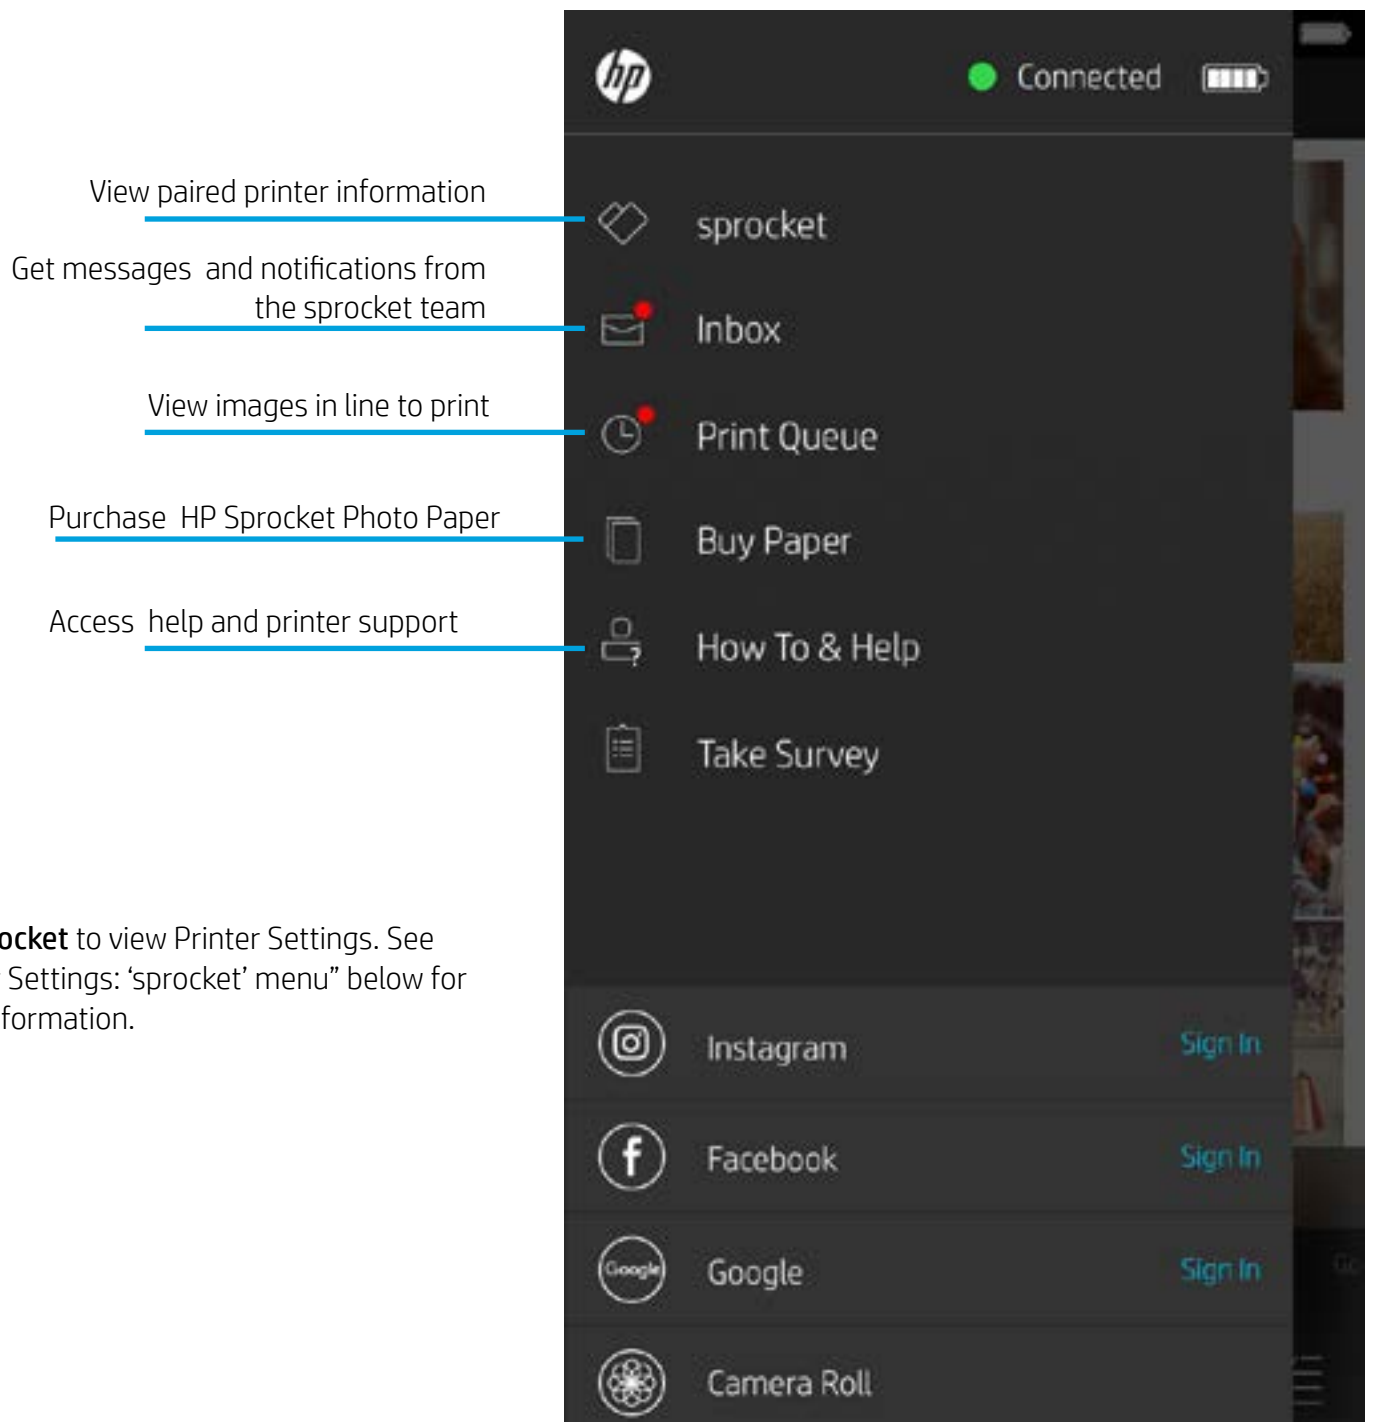 hp
Connected
View paired printer information
sprocket
Get messages and notifications from
the sprocket team
Inbox
View images in line to print
Print Queue
Purchase HP Sprocket Photo Paper
Buy Paper
Access help and printer support
How To & Help
Take Survey
ocket to view Printer Settings. See
Settings: ‘sprocket’ menu” below for
formation.
Instagram Sign In
Facebook Sign In
Google Google Sign In
Camera Roll